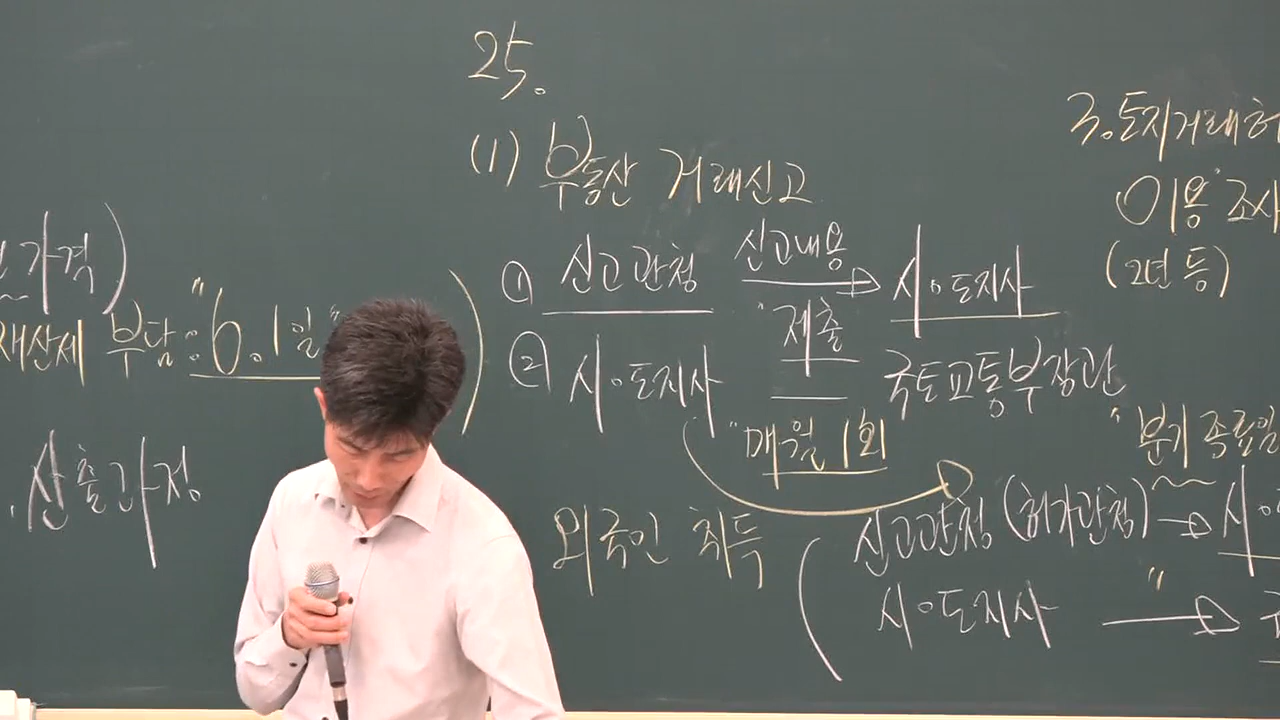 가격)
재산세 부담: "6.1일")
산출과정
25.
(1) 부동산 거래신고
① 신고관청 신고내용 → 시·도지사
"제출
② 시·도지사 국토교통부장관
"매월 1회
외국인 취득
"분기 종료일
신고관청 (허가관청) → 시·
시·도지사 " →
3. 토지거래허
이용 조사
(2년 등)